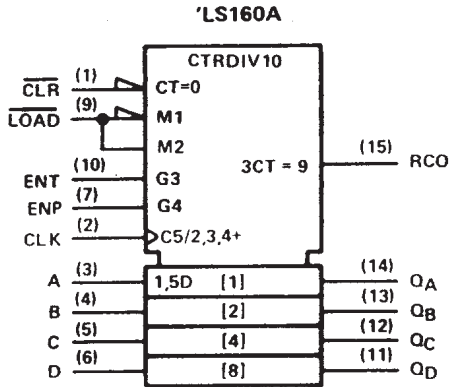 'LS160A
CTRDIV10
CLR (1) CT=0
LOAD (9) M1
M2
3CT = 9 (15) RCO
ENT (10) G3
ENP (7) G4
CLK (2) C5/2,3,4+
A (3) 1,5D [1] (14) QA
B (4) [2] (13) QB
C (5) [4] (12) QC
D (6) [8] (11) QD